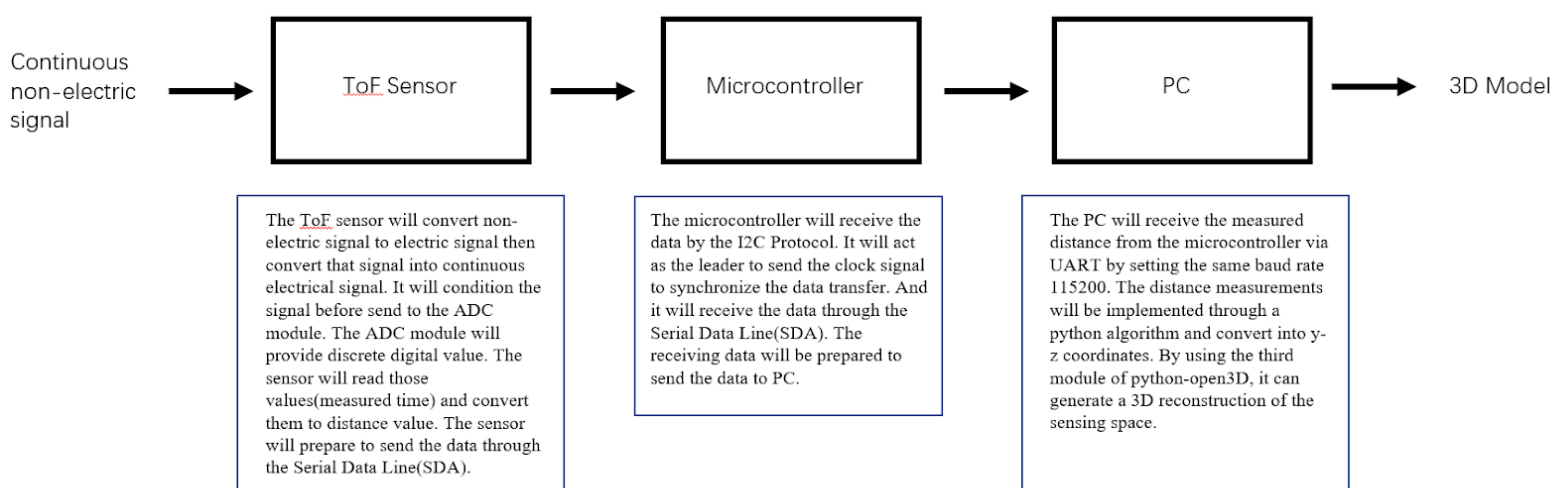 Continuous
non-electric
signal
ToF Sensor
Microcontroller
PC
3D Model
The ToF sensor will convert non-
electric signal to electric signal then
convert that signal into continuous
electrical signal. It will condition the
signal before send to the ADC
module. The ADC module will
provide discrete digital value. The
sensor will read those
values(measured time) and convert
them to distance value. The sensor
will prepare to send the data through
the Serial Data Line(SDA).
The microcontroller will receive the
data by the I2C Protocol. It will act
as the leader to send the clock signal
to synchronize the data transfer. And
it will receive the data through the
Serial Data Line(SDA). The
receiving data will be prepared to
send the data to PC.
The PC will receive the measured
distance from the microcontroller via
UART by setting the same baud rate
115200. The distance measurements
will be implemented through a
python algorithm and convert into y-
z coordinates. By using the third
module of python-open3D, it can
generate a 3D reconstruction of the
sensing space.